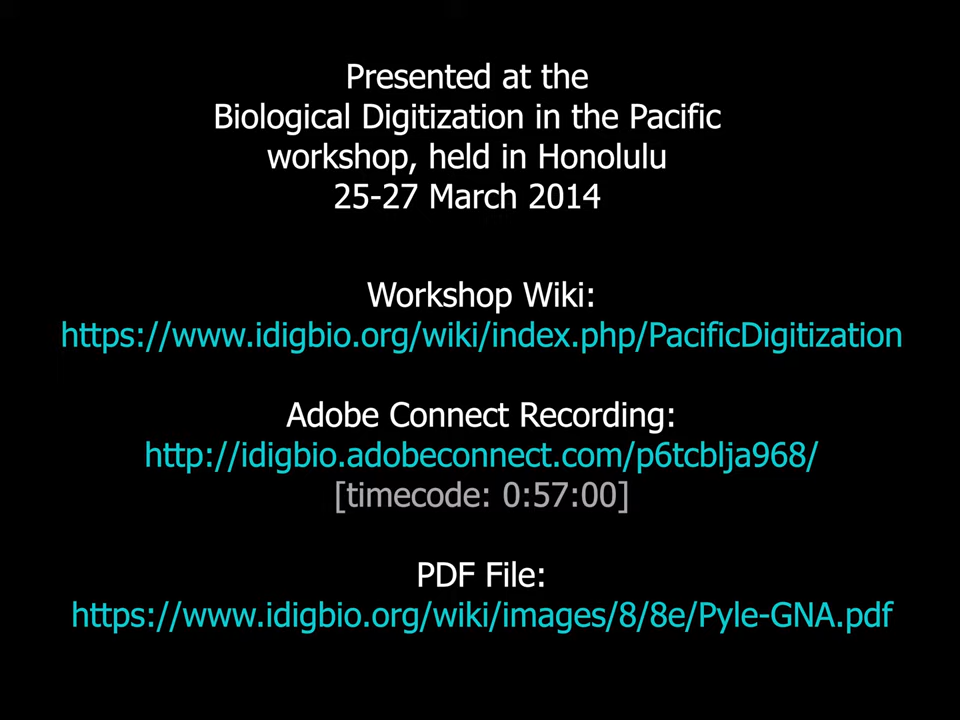 Presented at the
Biological Digitization in the Pacific
workshop, held in Honolulu
25-27 March 2014
Workshop Wiki:
https://www.idigbio.org/wiki/index.php/PacificDigitization
Adobe Connect Recording:
http://idigbio.adobeconnect.com/p6tcblja968/
[timecode: 0:57:00]
PDF File:
https://www.idigbio.org/wiki/images/8/8e/Pyle-GNA.pdf